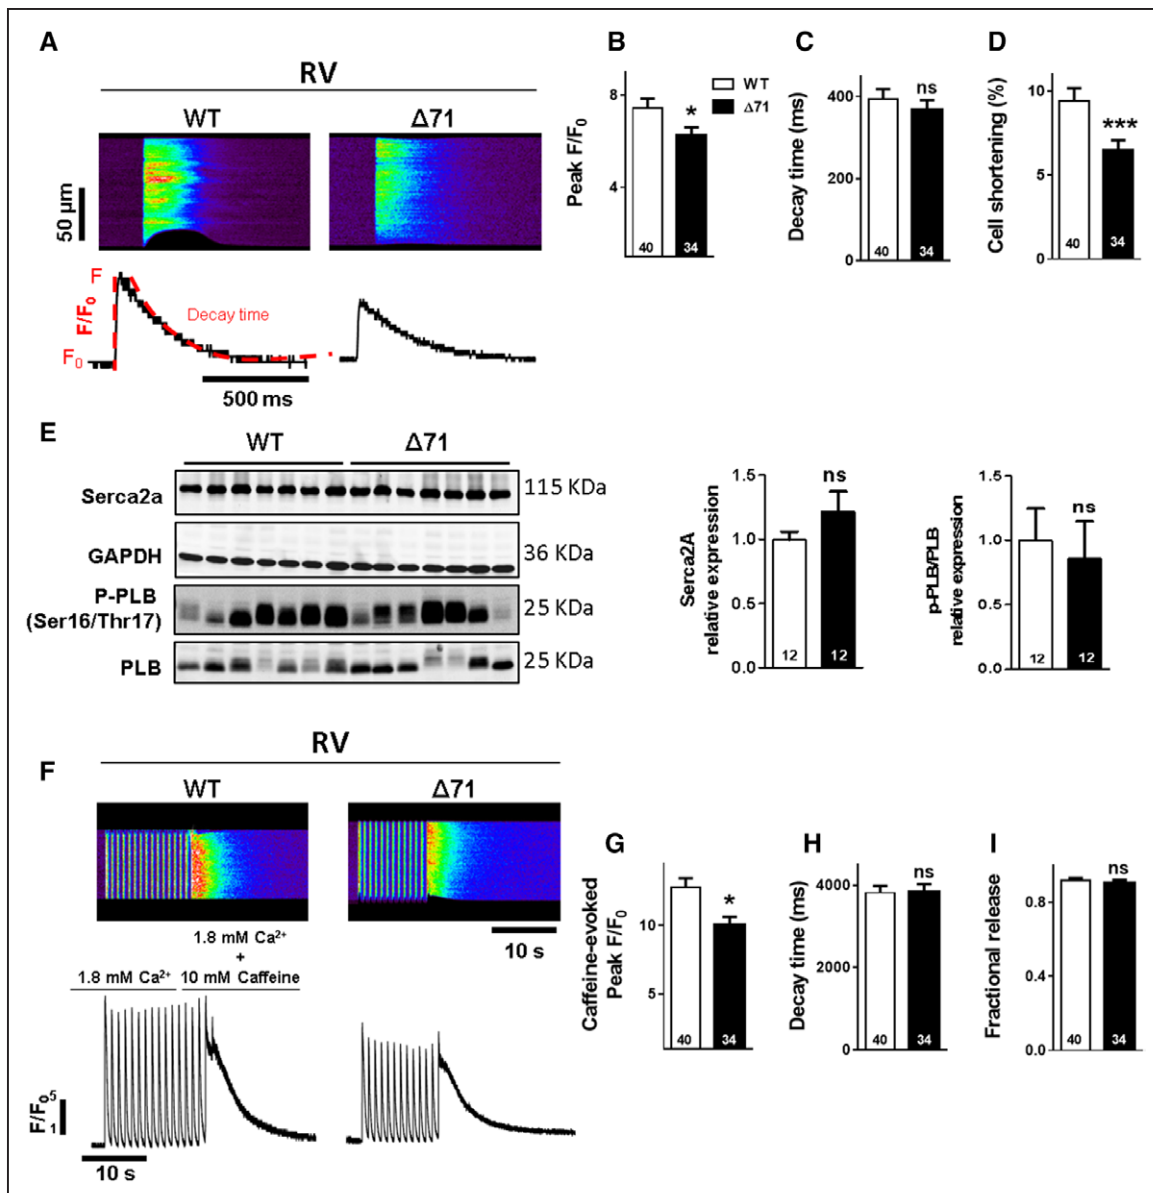 A
RV
WT
Δ71
50 µm
F
F/F₀
F₀
Decay time
500 ms
B
Peak F/F₀
8
4
40
34
*
WT
Δ71
C
Decay time (ms)
400
200
0
40
34
ns
D
Cell shortening (%)
10
5
0
40
34
***
E
WT
Δ71
Serca2a
115 KDa
GAPDH
36 KDa
P-PLB
(Ser16/Thr17)
25 KDa
PLB
25 KDa
Serca2A
relative expression
1.5
1.0
0.5
0.0
12
12
ns
p-PLB/PLB
relative expression
1.5
1.0
0.5
0.0
12
12
ns
F
RV
WT
Δ71
10 s
1.8 mM Ca²⁺
1.8 mM Ca²⁺
+
10 mM Caffeine
F/F₀
5
1
10 s
G
Caffeine-evoked
Peak F/F₀
10
5
40
34
*
H
Decay time (ms)
4000
2000
0
40
34
ns
I
Fractional release
0.8
0.4
0.0
40
34
ns